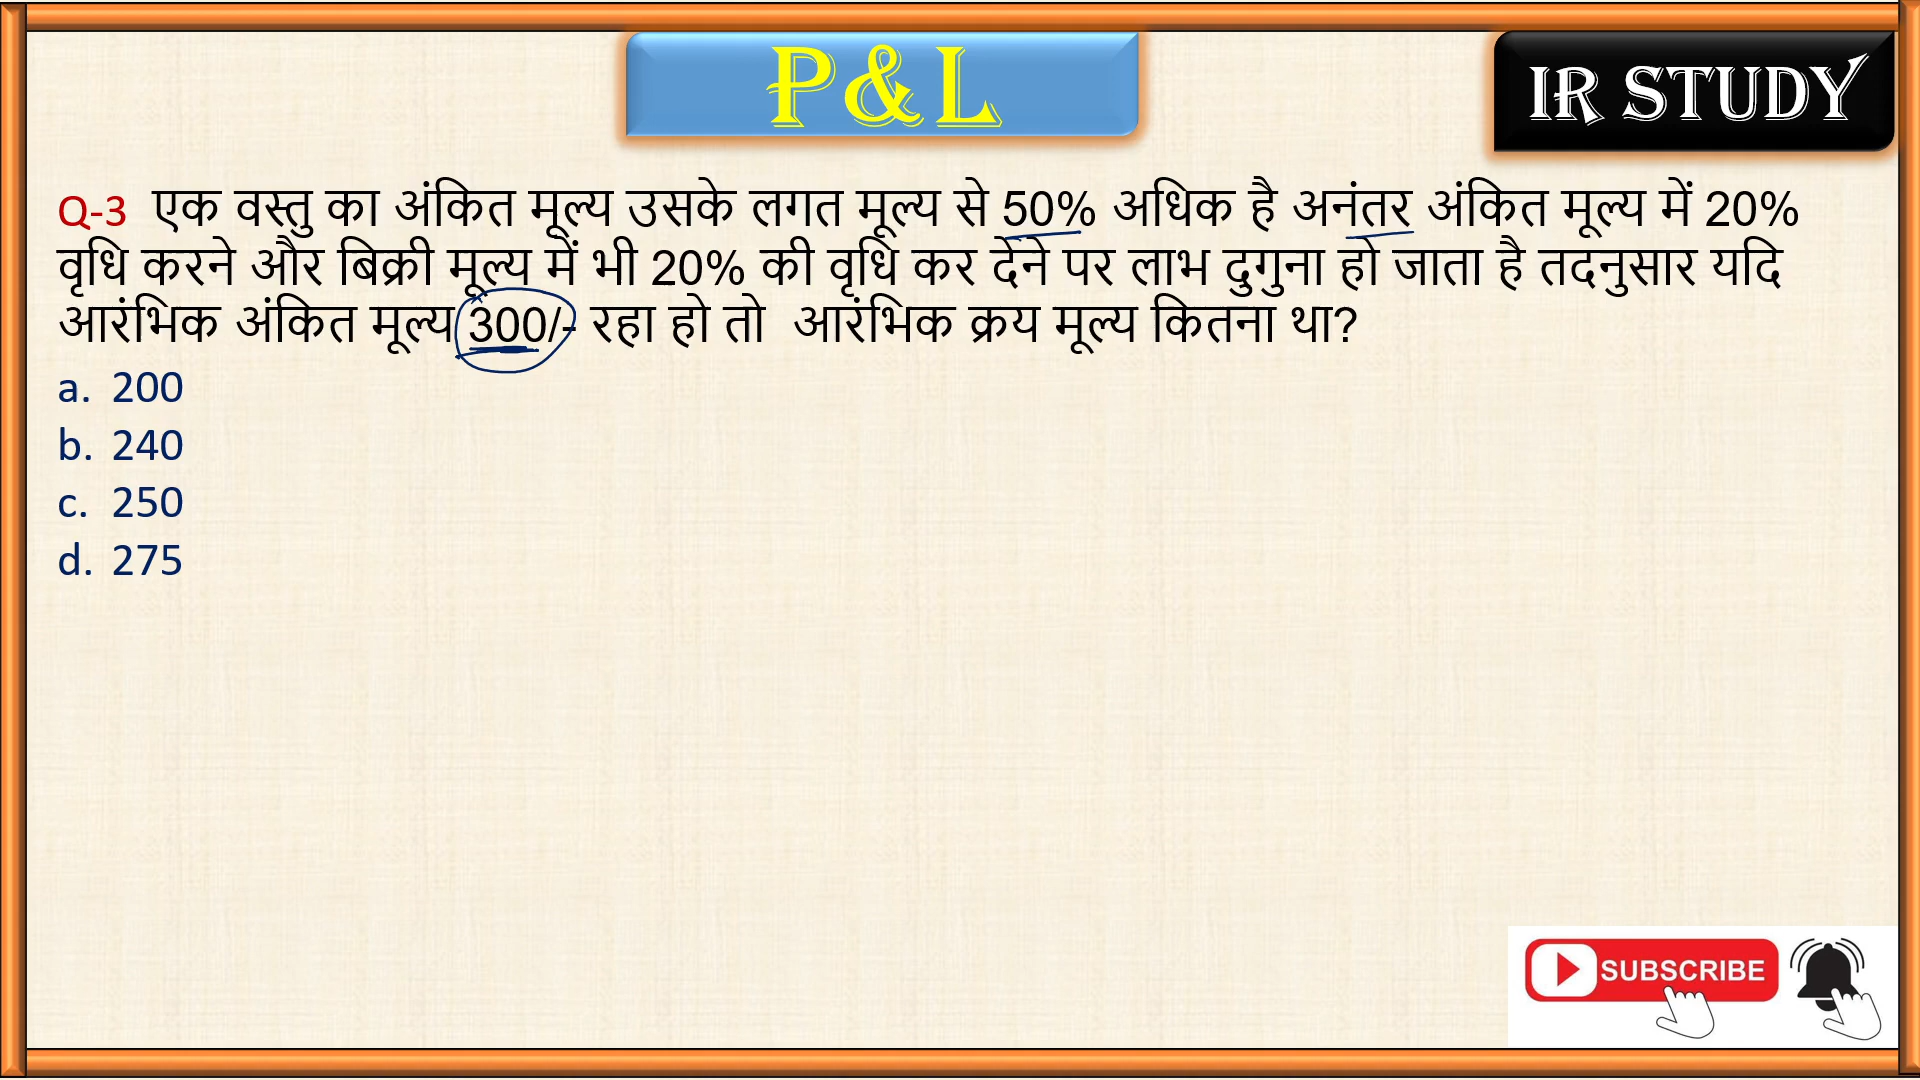 P&L
IR STUDY
Q-3 एक वस्तु का अंकित मूल्य उसके लगत मूल्य से 50% अधिक है अनंतर अंकित मूल्य में 20%
वृधि करने और बिक्री मूल्य में भी 20% की वृधि कर देने पर लाभ दुगुना हो जाता है तदनुसार यदि
आरंभिक अंकित मूल्य 300/- रहा हो तो आरंभिक क्रय मूल्य कितना था?
a. 200
b. 240
c. 250
d. 275
SUBSCRIBE